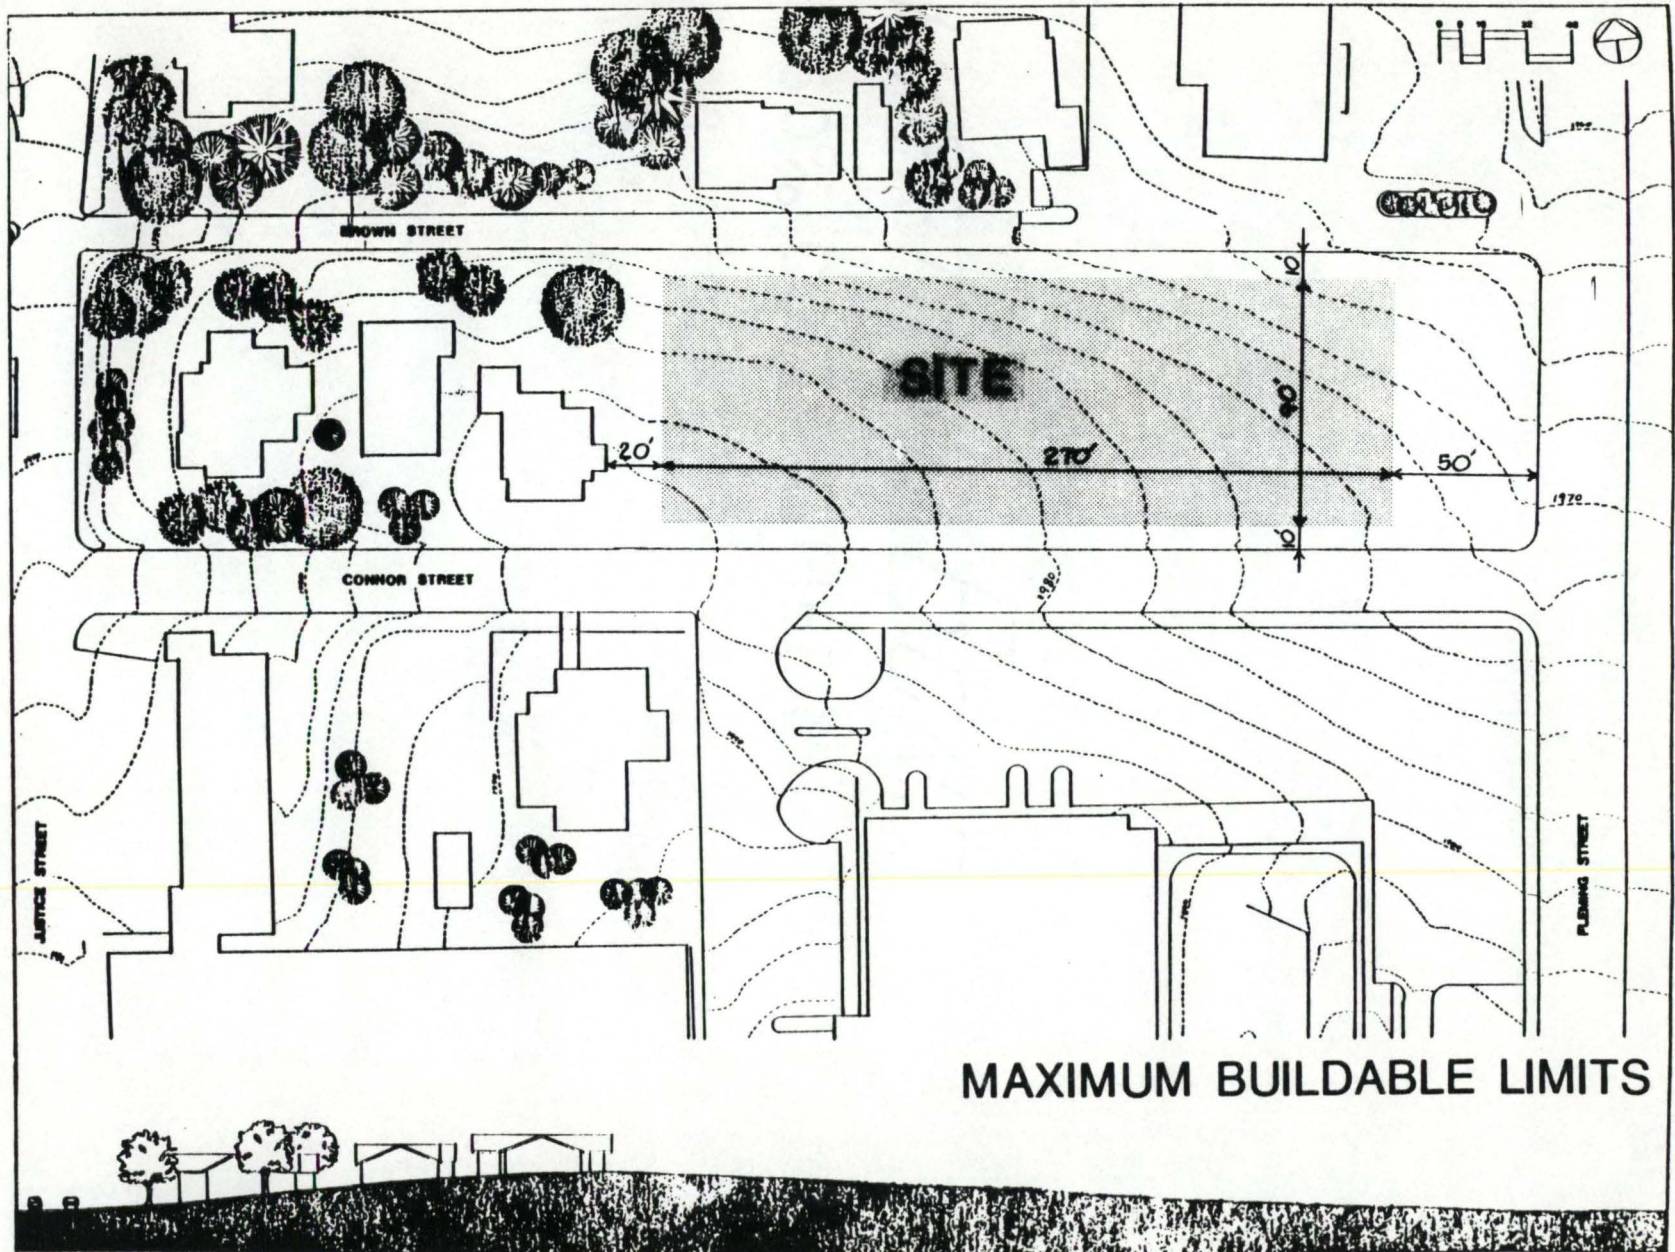 BROWN STREET
10'
SITE
90'
20'
270'
50'
1970
10'
CONNOR STREET
1980
JUSTICE STREET
FLEMING STREET
MAXIMUM BUILDABLE LIMITS